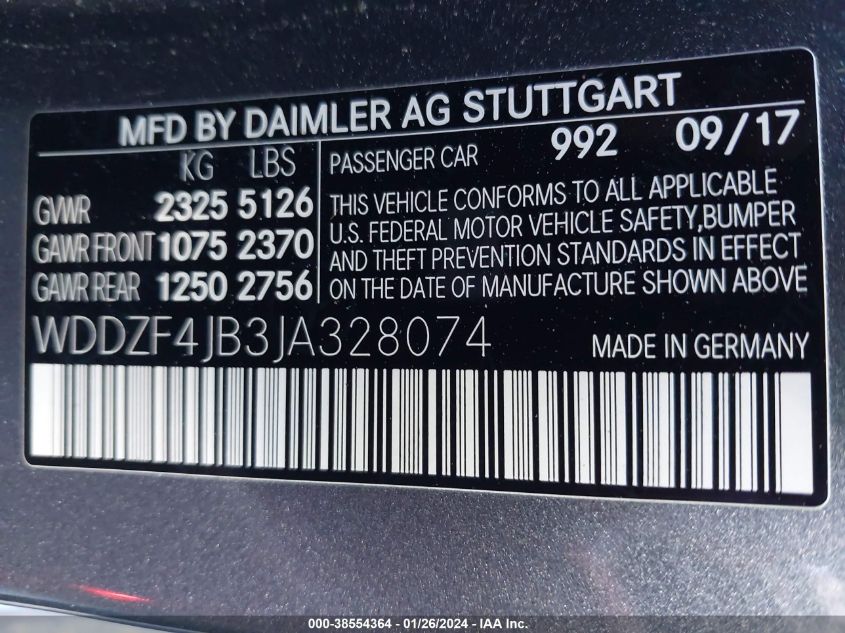 MFD BY DAIMLER AG STUTTGART
KG LBS
GVWR 2325 5126
GAWR FRONT 1075 2370
GAWR REAR 1250 2756
PASSENGER CAR 992 09/17
THIS VEHICLE CONFORMS TO ALL APPLICABLE
U.S. FEDERAL MOTOR VEHICLE SAFETY,BUMPER
AND THEFT PREVENTION STANDARDS IN EFFECT
ON THE DATE OF MANUFACTURE SHOWN ABOVE
WDDZF4JB3JA328074
MADE IN GERMANY
000-38554364 - 01/26/2024 - IAAI, Inc.